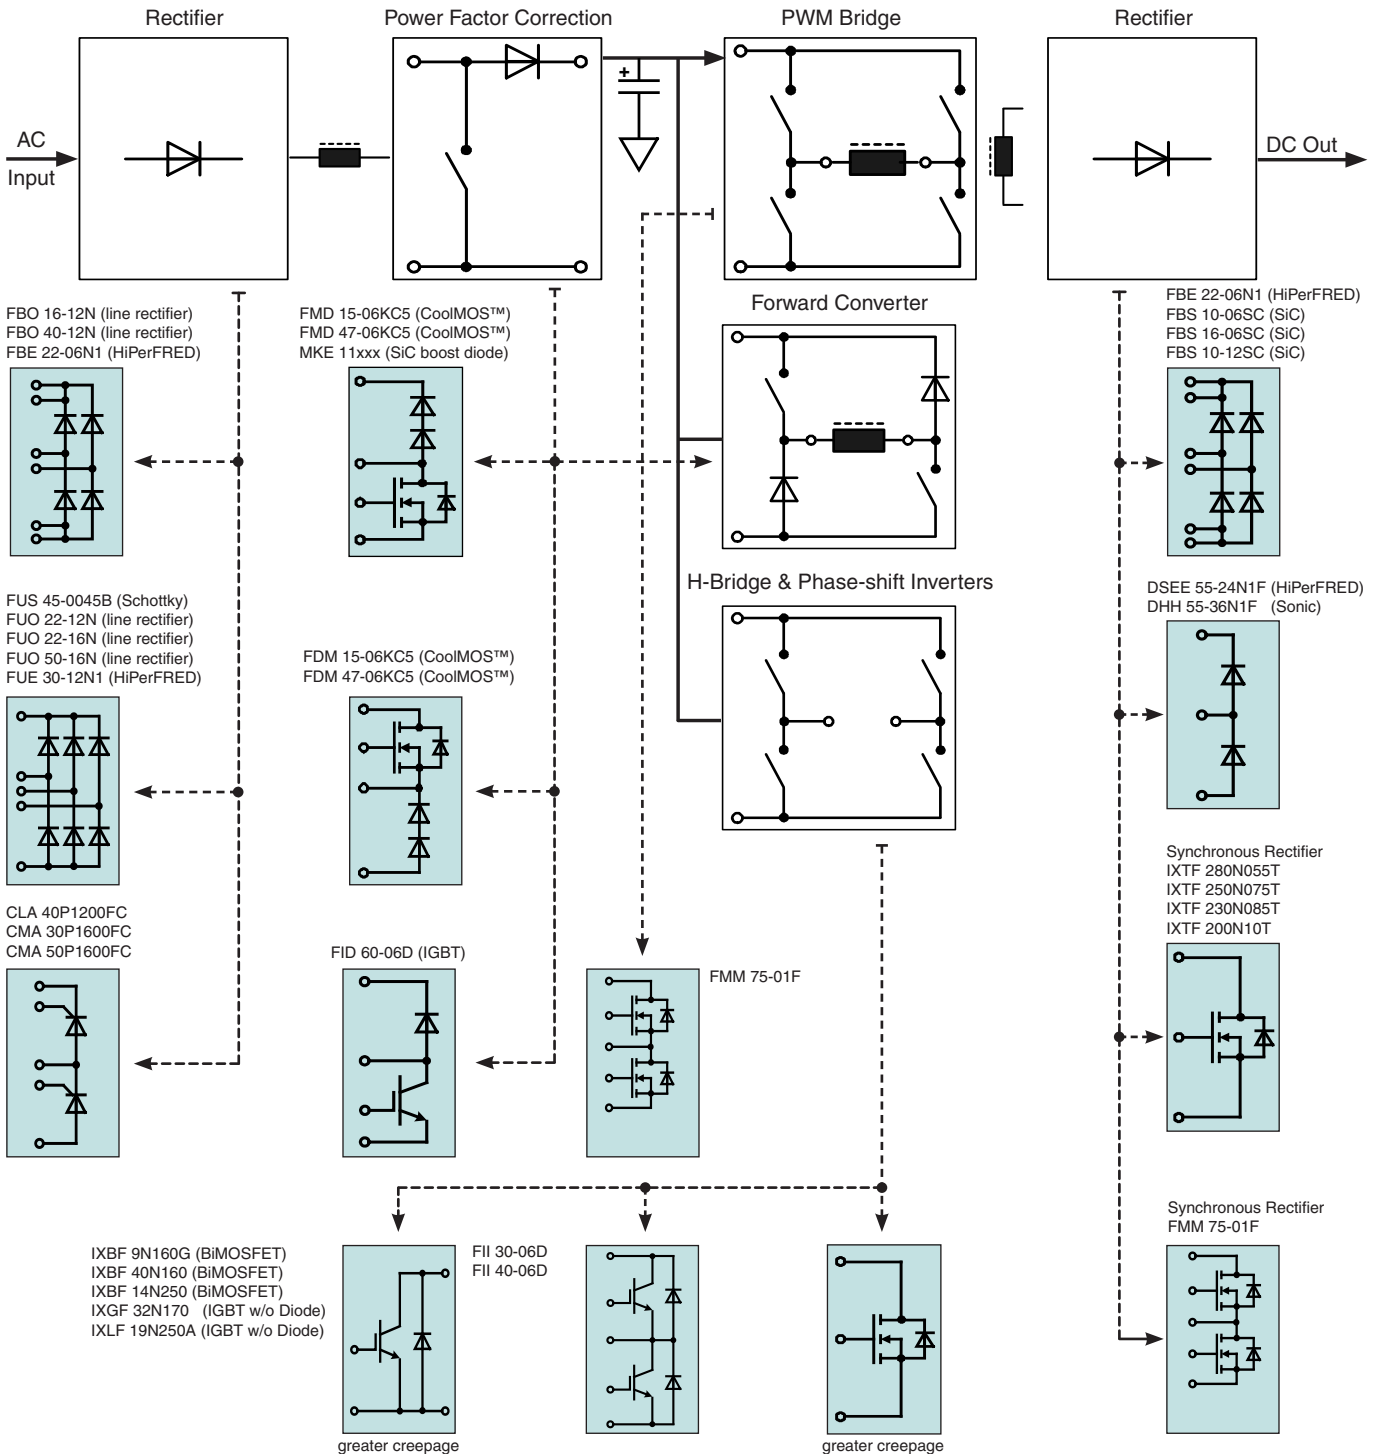 Rectifier
Power Factor Correction
PWM Bridge
Rectifier
AC
Input
+
DC Out
FBO 16-12N (line rectifier)
FBO 40-12N (line rectifier)
FBE 22-06N1 (HiPerFRED)
FMD 15-06KC5 (CoolMOS™)
FMD 47-06KC5 (CoolMOS™)
MKE 11xxx (SiC boost diode)
Forward Converter
FBE 22-06N1 (HiPerFRED)
FBS 10-06SC (SiC)
FBS 16-06SC (SiC)
FBS 10-12SC (SiC)
H-Bridge & Phase-shift Inverters
FUS 45-0045B (Schottky)
FUO 22-12N (line rectifier)
FUO 22-16N (line rectifier)
FUO 50-16N (line rectifier)
FUE 30-12N1 (HiPerFRED)
FDM 15-06KC5 (CoolMOS™)
FDM 47-06KC5 (CoolMOS™)
DSEE 55-24N1F (HiPerFRED)
DHH 55-36N1F (Sonic)
Synchronous Rectifier
IXTF 280N055T
IXTF 250N075T
IXTF 230N085T
IXTF 200N10T
CLA 40P1200FC
CMA 30P1600FC
CMA 50P1600FC
FID 60-06D (IGBT)
FMM 75-01F
Synchronous Rectifier
FMM 75-01F
IXBF 9N160G (BiMOSFET)
IXBF 40N160 (BiMOSFET)
IXBF 14N250 (BiMOSFET)
IXGF 32N170 (IGBT w/o Diode)
IXLF 19N250A (IGBT w/o Diode)
FII 30-06D
FII 40-06D
greater creepage
greater creepage